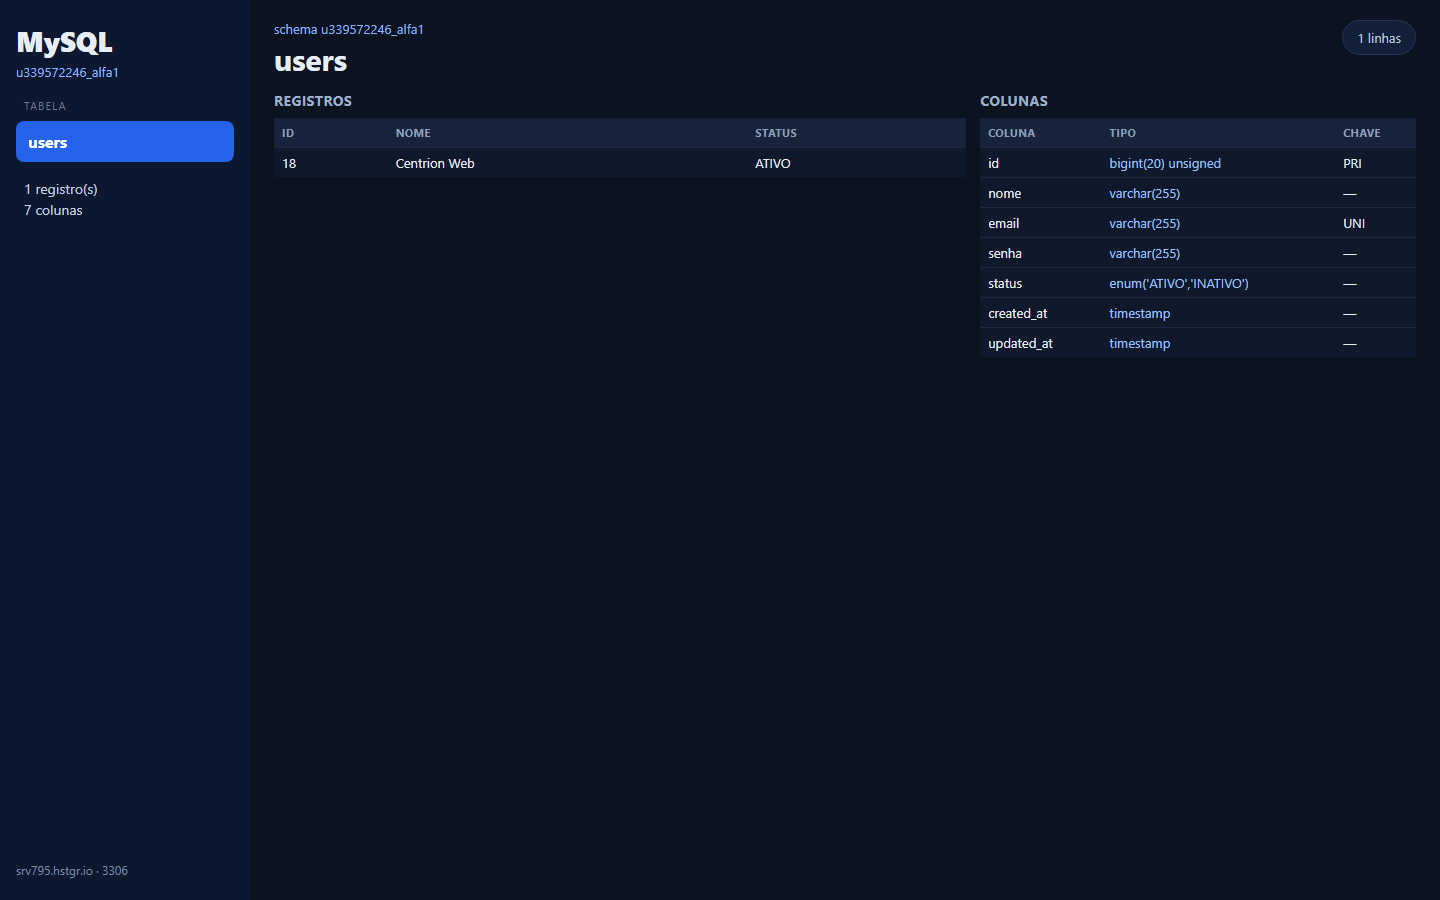 MySQL
u339572246_alfa1
TABELA
users
1 registro(s)
7 colunas
srv795.hstgr.io · 3306
schema u339572246_alfa1
users
1 linhas
REGISTROS
ID NOME STATUS
18 Centrion Web ATIVO
COLUNAS
COLUNA TIPO CHAVE
id bigint(20) unsigned PRI
nome varchar(255) —
email varchar(255) UNI
senha varchar(255) —
status enum('ATIVO','INATIVO') —
created_at timestamp —
updated_at timestamp —